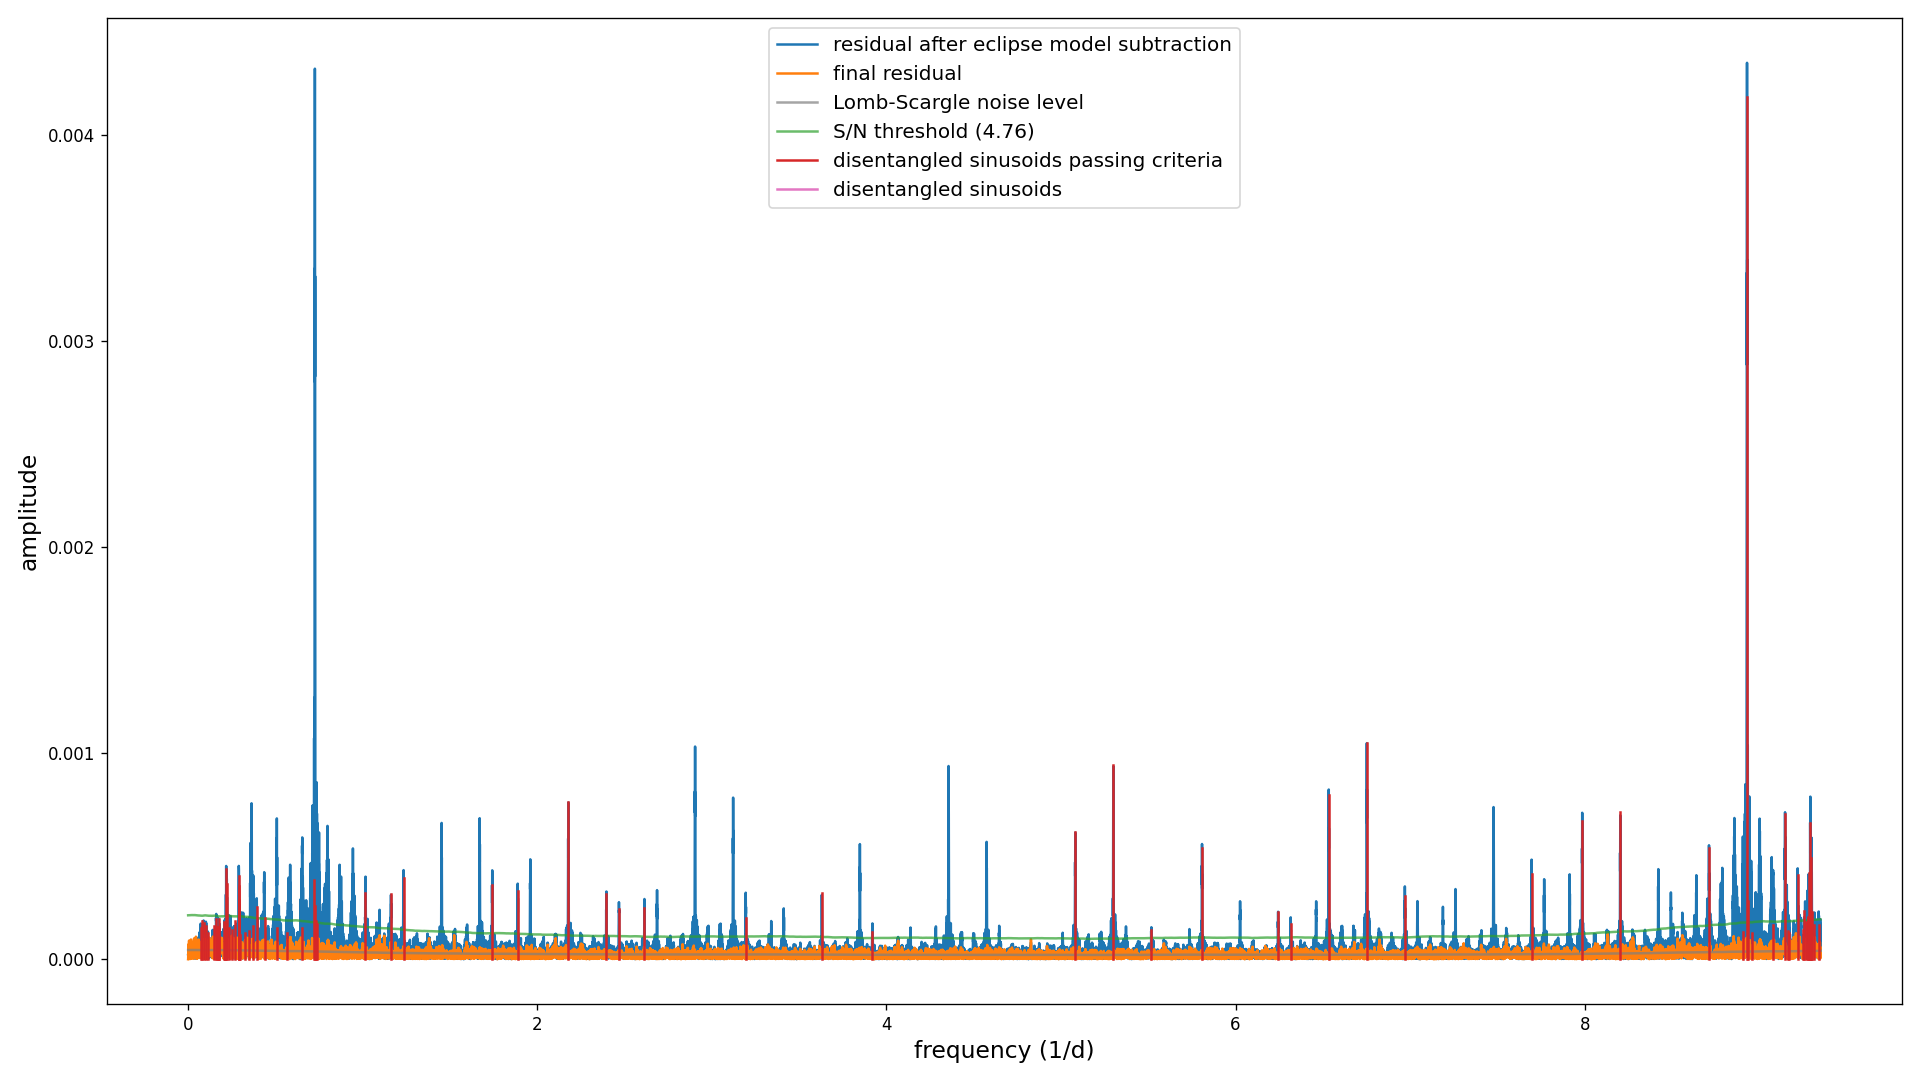 residual after eclipse model subtraction
final residual
Lomb-Scargle noise level
S/N threshold (4.76)
disentangled sinusoids passing criteria
disentangled sinusoids
amplitude
0.004
0.003
0.002
0.001
0.000
0 2 4 6 8
frequency (1/d)